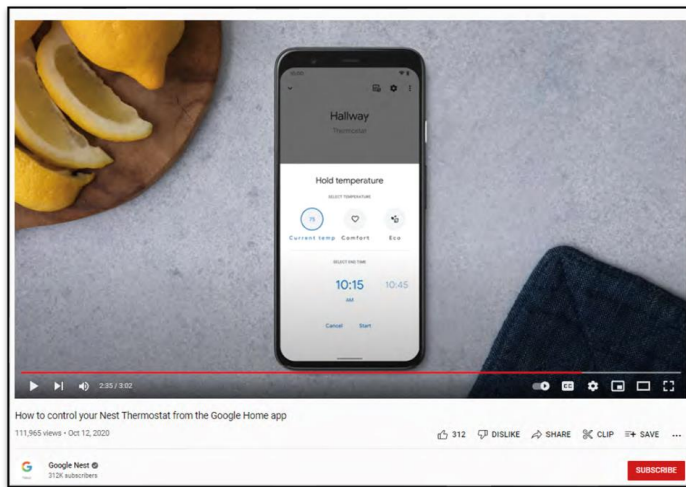 Hallway
Thermostat
Hold temperature
SELECT TEMPERATURE
75
Current temp Comfort Eco
SELECT END TIME
10:15 10:45
AM
Cancel Start
2:35 / 3:02
CC
How to control your Nest Thermostat from the Google Home app
111,965 views • Oct 12, 2020
312 DISLIKE SHARE CLIP SAVE
Google Nest
312K subscribers
SUBSCRIBE